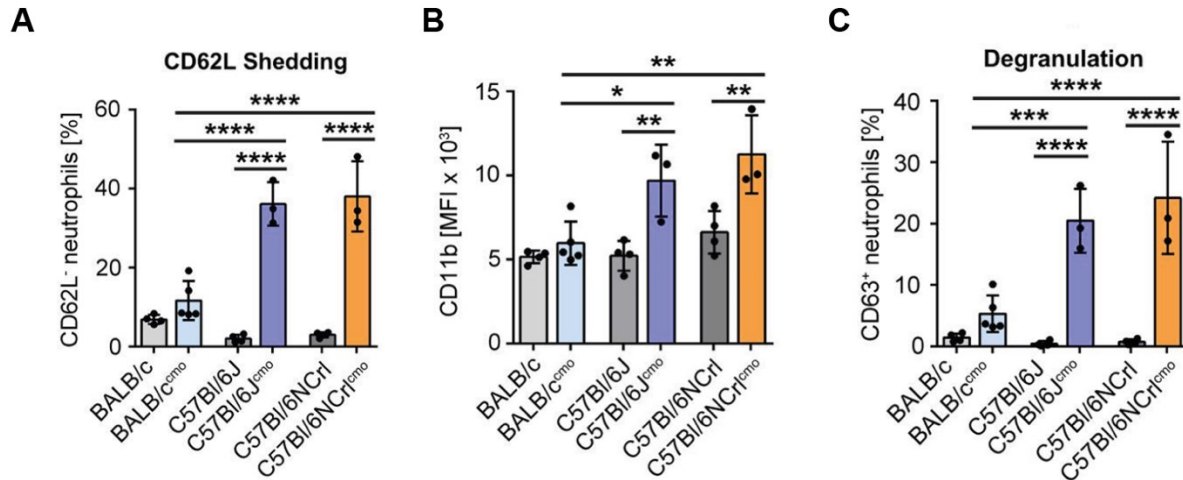 A
CD62L Shedding
CD62L⁻ neutrophils [%]
60
40
20
0
****
****
****
****
BALB/c
BALB/cᶜᵐᵒ
C57Bl/6J
C57Bl/6Jᶜᵐᵒ
C57Bl/6NCrl
C57Bl/6NCrlᶜᵐᵒ
B
CD11b [MFI x 10³]
15
10
5
0
**
*
**
**
BALB/c
BALB/cᶜᵐᵒ
C57Bl/6J
C57Bl/6Jᶜᵐᵒ
C57Bl/6NCrl
C57Bl/6NCrlᶜᵐᵒ
C
Degranulation
CD63⁺ neutrophils [%]
40
30
20
10
0
****
***
****
****
BALB/c
BALB/cᶜᵐᵒ
C57Bl/6J
C57Bl/6Jᶜᵐᵒ
C57Bl/6NCrl
C57Bl/6NCrlᶜᵐᵒ